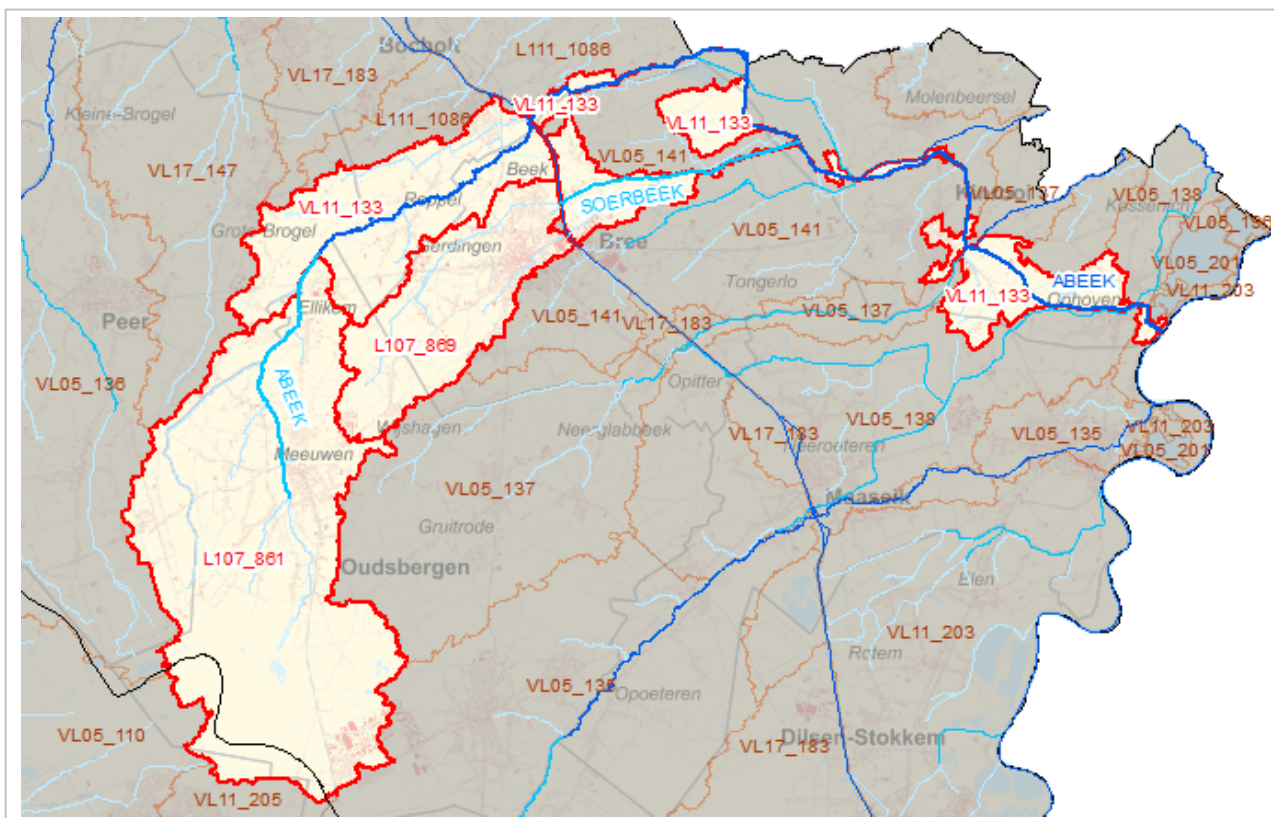 Bocholt
L111_1086
VL17_183
Kleine-Brogel
VL11_133
Molenbeersel
L111_1086
VL11_133
VL17_147
Beek
VL05_141
SOERBEEK
VL05_137
VL05_138
Kessenich
VL11_133
Reppel
Grote-Brogel
Gerdingen
Bree
VL05_141
VL05_201
Tongerlo
ABEEK
VL11_203
Ellikom
VL11_133
Ophoven
Peer
VL05_141
VL17_183
VL05_137
L107_869
VL05_136
ABEEK
Opitter
Wijshagen
Neerglabbeek
VL05_138
VL17_183
VL05_135
VL11_203
Neeroeteren
VL05_201
Meeuwen
VL05_137
Maaseik
Gruitrode
L107_861
Oudsbergen
Elen
VL11_203
Rotem
VL05_135
Opoeteren
VL05_110
VL17_183
Dilsen-Stokkem
VL11_205